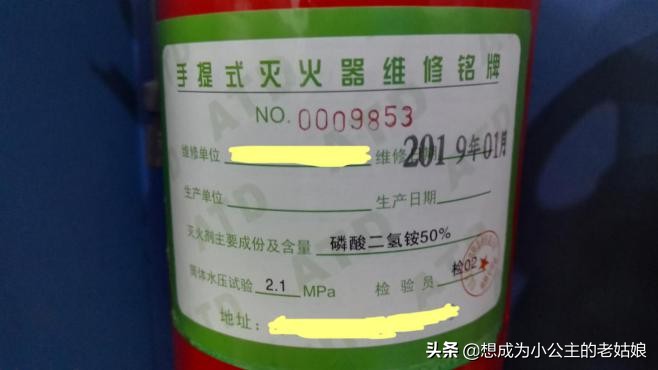 手提式灭火器维修铭牌
NO. 0009853
维修单位 维修日期 2019年01月
生产单位 生产日期
灭火剂主要成份及含量 磷酸二氢铵50%
筒体水压试验 2.1 MPa 检验员 检02
地址:
ATD
头条 @想成为小公主的老姑娘